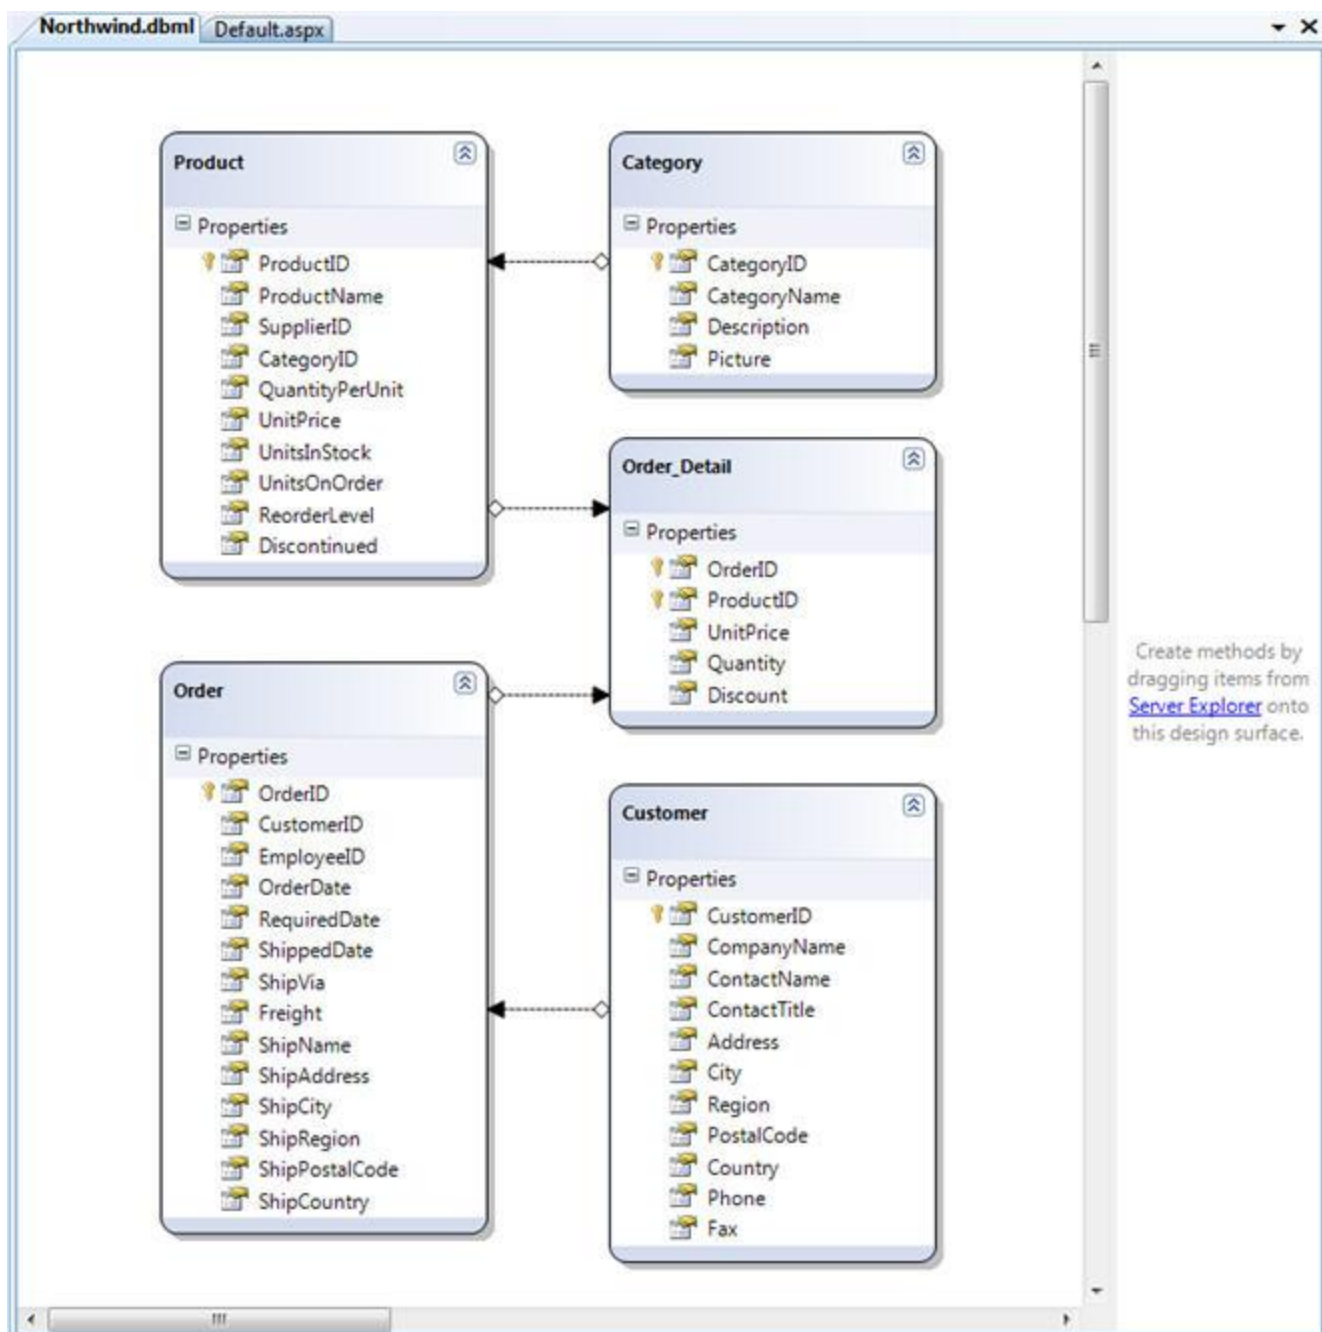 Northwind.dbml Default.aspx
Product
Properties
ProductID
ProductName
SupplierID
CategoryID
QuantityPerUnit
UnitPrice
UnitsInStock
UnitsOnOrder
ReorderLevel
Discontinued
Category
Properties
CategoryID
CategoryName
Description
Picture
Order_Detail
Properties
OrderID
ProductID
UnitPrice
Quantity
Discount
Order
Properties
OrderID
CustomerID
EmployeeID
OrderDate
RequiredDate
ShippedDate
ShipVia
Freight
ShipName
ShipAddress
ShipCity
ShipRegion
ShipPostalCode
ShipCountry
Customer
Properties
CustomerID
CompanyName
ContactName
ContactTitle
Address
City
Region
PostalCode
Country
Phone
Fax
Create methods by
dragging items from
Server Explorer onto
this design surface.